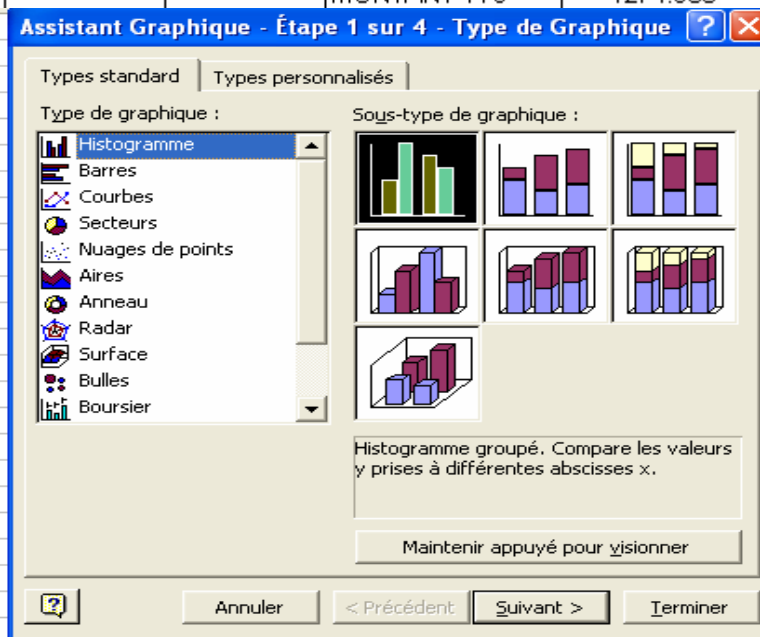 Assistant Graphique - Étape 1 sur 4 - Type de Graphique
Types standard
Types personnalisés
Type de graphique :
Histogramme
Barres
Courbes
Secteurs
Nuages de points
Aires
Anneau
Radar
Surface
Bulles
Boursier
Sous-type de graphique :
Histogramme groupé. Compare les valeurs
y prises à différentes abscisses x.
Maintenir appuyé pour visionner
Annuler
< Précédent
Suivant >
Terminer